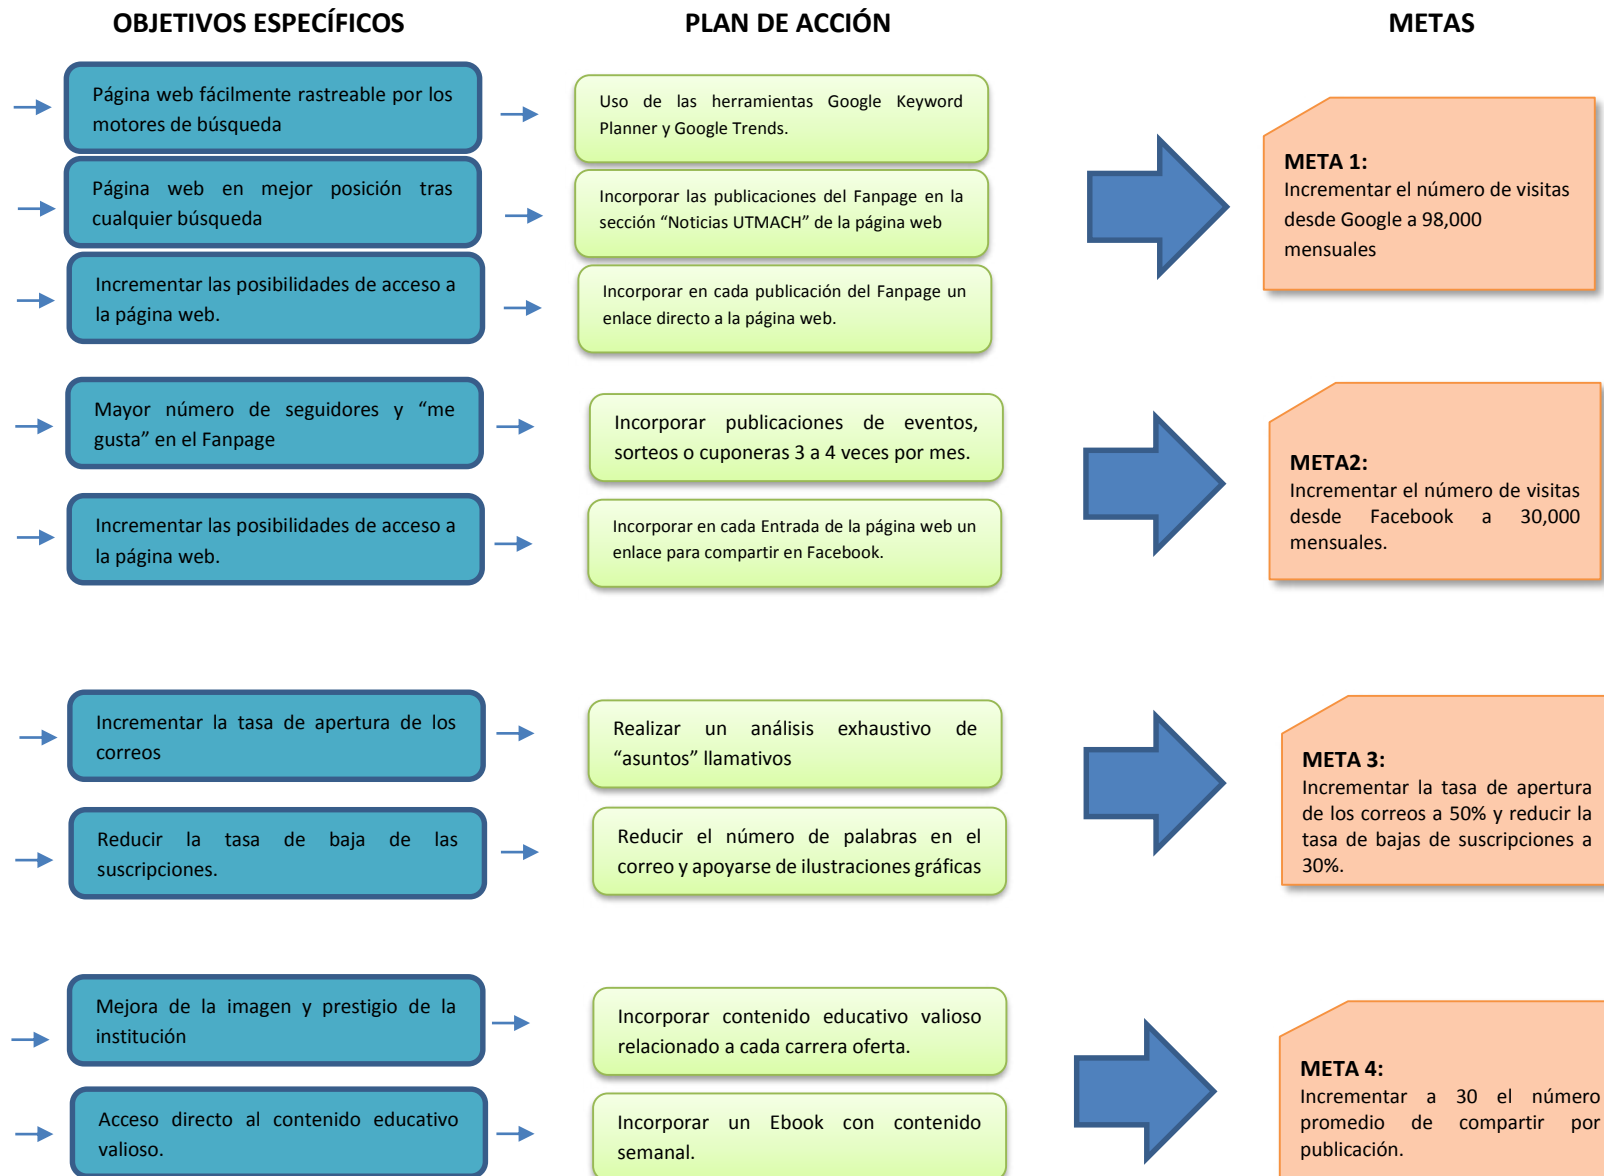 OBJETIVOS ESPECÍFICOS
PLAN DE ACCIÓN
METAS
Página web fácilmente rastreable por los
motores de búsqueda
Uso de las herramientas Google Keyword
Planner y Google Trends.
Página web en mejor posición tras
cualquier búsqueda
Incorporar las publicaciones del Fanpage en la
sección “Noticias UTMACH” de la página web
Incrementar las posibilidades de acceso a
la página web.
Incorporar en cada publicación del Fanpage un
enlace directo a la página web.
META 1:
Incrementar el número de visitas
desde Google a 98,000
mensuales
Mayor número de seguidores y “me
gusta” en el Fanpage
Incorporar publicaciones de eventos,
sorteos o cuponeras 3 a 4 veces por mes.
Incrementar las posibilidades de acceso a
la página web.
Incorporar en cada Entrada de la página web un
enlace para compartir en Facebook.
META2:
Incrementar el número de visitas
desde Facebook a 30,000
mensuales.
Incrementar la tasa de apertura de los
correos
Realizar un análisis exhaustivo de
“asuntos” llamativos
Reducir la tasa de baja de las
suscripciones.
Reducir el número de palabras en el
correo y apoyarse de ilustraciones gráficas
META 3:
Incrementar la tasa de apertura
de los correos a 50% y reducir la
tasa de bajas de suscripciones a
30%.
Mejora de la imagen y prestigio de la
institución
Incorporar contenido educativo valioso
relacionado a cada carrera oferta.
Acceso directo al contenido educativo
valioso.
Incorporar un Ebook con contenido
semanal.
META 4:
Incrementar a 30 el número
promedio de compartir por
publicación.